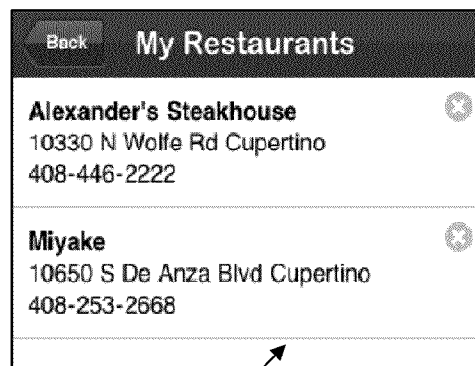 Back
My Restaurants
Alexander's Steakhouse
10330 N Wolfe Rd Cupertino
408-446-2222
Miyake
10650 S De Anza Blvd Cupertino
408-253-2668